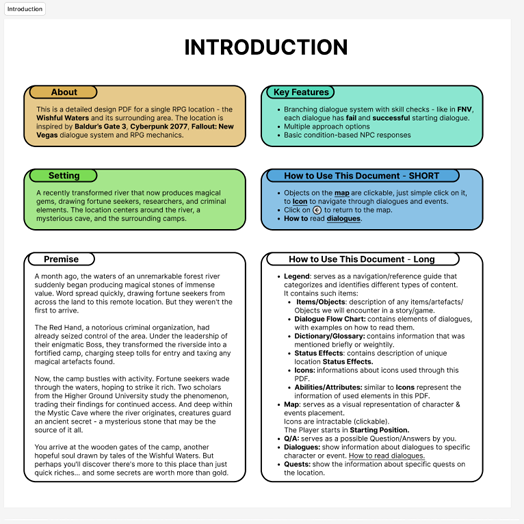 Introduction
INTRODUCTION
About
This is a detailed design PDF for a single RPG location - the
Wishful Waters and its surrounding area. The location is
inspired by Baldur's Gate 3, Cyberpunk 2077, Fallout: New
Vegas dialogue system and RPG mechanics.
Key Features
• Branching dialogue system with skill checks - like in FNV,
each dialogue has fail and successful starting dialogue.
• Multiple approach options
• Basic condition-based NPC responses
Setting
A recently transformed river that now produces magical
gems, drawing fortune seekers, researchers, and criminal
elements. The location centers around the river, a
mysterious cave, and the surrounding camps.
How to Use This Document - SHORT
• Objects on the map are clickable, just simple click on it,
to Icon to navigate through dialogues and events.
• Click on to return to the map.
• How to read dialogues.
Premise
A month ago, the waters of an unremarkable forest river
suddenly began producing magical stones of immense
value. Word spread quickly, drawing fortune seekers from
across the land to this remote location. But they weren't the
first to arrive.
The Red Hand, a notorious criminal organization, had
already seized control of the area. Under the leadership of
their enigmatic Boss, they transformed the riverside into a
fortified camp, charging steep tolls for entry and taxing any
magical artifacts found.
Now, the camp bustles with activity. Fortune seekers wade
through the waters, hoping to strike it rich. Two scholars
from the Higher Ground University study the phenomenon,
trading their findings for continued access. And deep within
the Mystic Cave where the river originates, creatures guard
an ancient secret - a mysterious stone that may be the
source of it all.
You arrive at the wooden gates of the camp, another
hopeful soul drawn by tales of the Wishful Waters. But
perhaps you'll discover there's more to this place than just
quick riches... and some secrets are worth more than gold.
How to Use This Document - Long
• Legend: serves as a navigation/reference guide that
categorizes and identifies different types of content.
It contains such items:
• Items/Objects: description of any items/artefacts/
Objects we will encounter in a story/game.
• Dialogue Flow Chart: contains elements of dialogues,
with examples on how to read them.
• Dictionary/Glossary: contains information that was
mentioned briefly or weightily.
• Status Effects: contains description of unique
location Status Effects.
• Icons: informations about icons used through this
PDF.
• Abilities/Attributes: similar to Icons represent the
information of used elements in this PDF.
• Map: serves as a visual representation of character &
events placement.
Icons are intractable (clickable).
The Player starts in Starting Position.
• Q/A: serves as a possible Question/Answers by you.
• Dialogues: show information about dialogues to specific
character or event. How to read dialogues.
• Quests: show the information about specific quests on
the location.